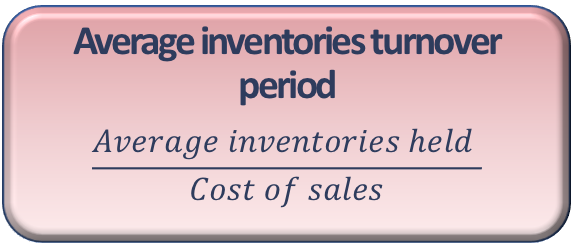 Average inventories turnover
period
Average inventories held
Cost of sales